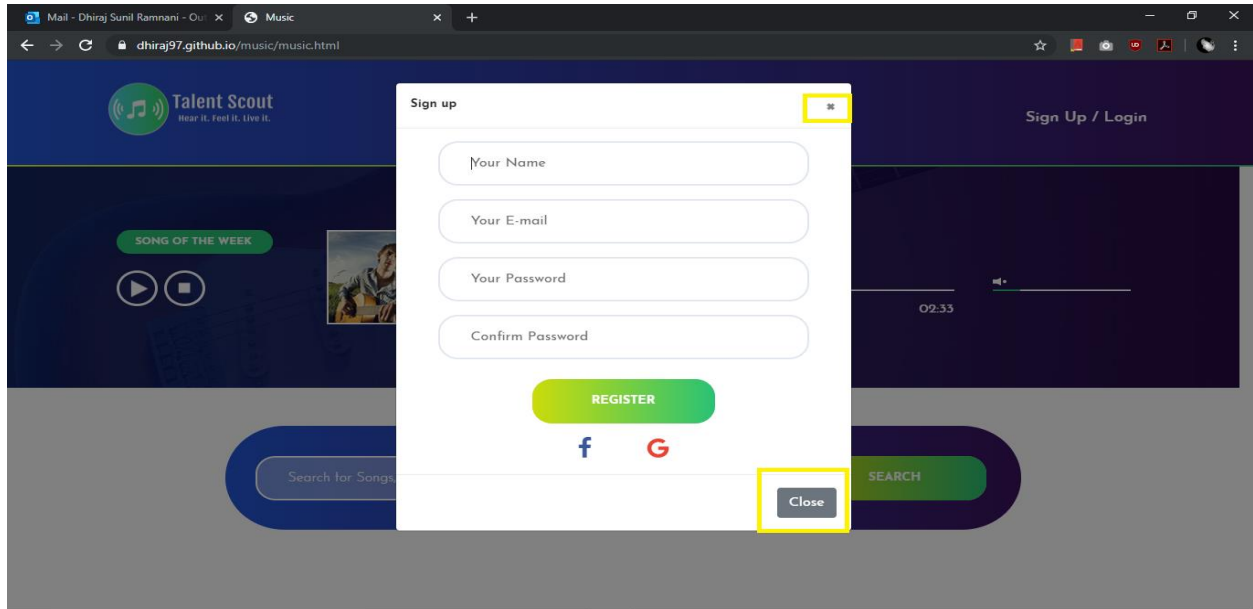 Mail - Dhiraj Sunil Ramnani - Ou
Music
dhiraj97.github.io/music/music.html
Talent Scout
Hear it. Feel it. Live it.
Sign up
Sign Up / Login
Your Name
Your E-mail
SONG OF THE WEEK
Your Password
02:33
Confirm Password
REGISTER
Search for Songs,
SEARCH
Close